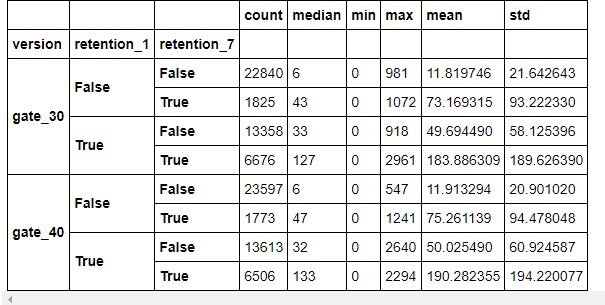 count median min max mean std
version retention_1 retention_7
gate_30 False False 22840 6 0 981 11.819746 21.642643
True 1825 43 0 1072 73.169315 93.222330
True False 13358 33 0 918 49.694490 58.125396
True 6676 127 0 2961 183.886309 189.626390
gate_40 False False 23597 6 0 547 11.913294 20.901020
True 1773 47 0 1241 75.261139 94.478048
True False 13613 32 0 2640 50.025490 60.924587
True 6506 133 0 2294 190.282355 194.220077